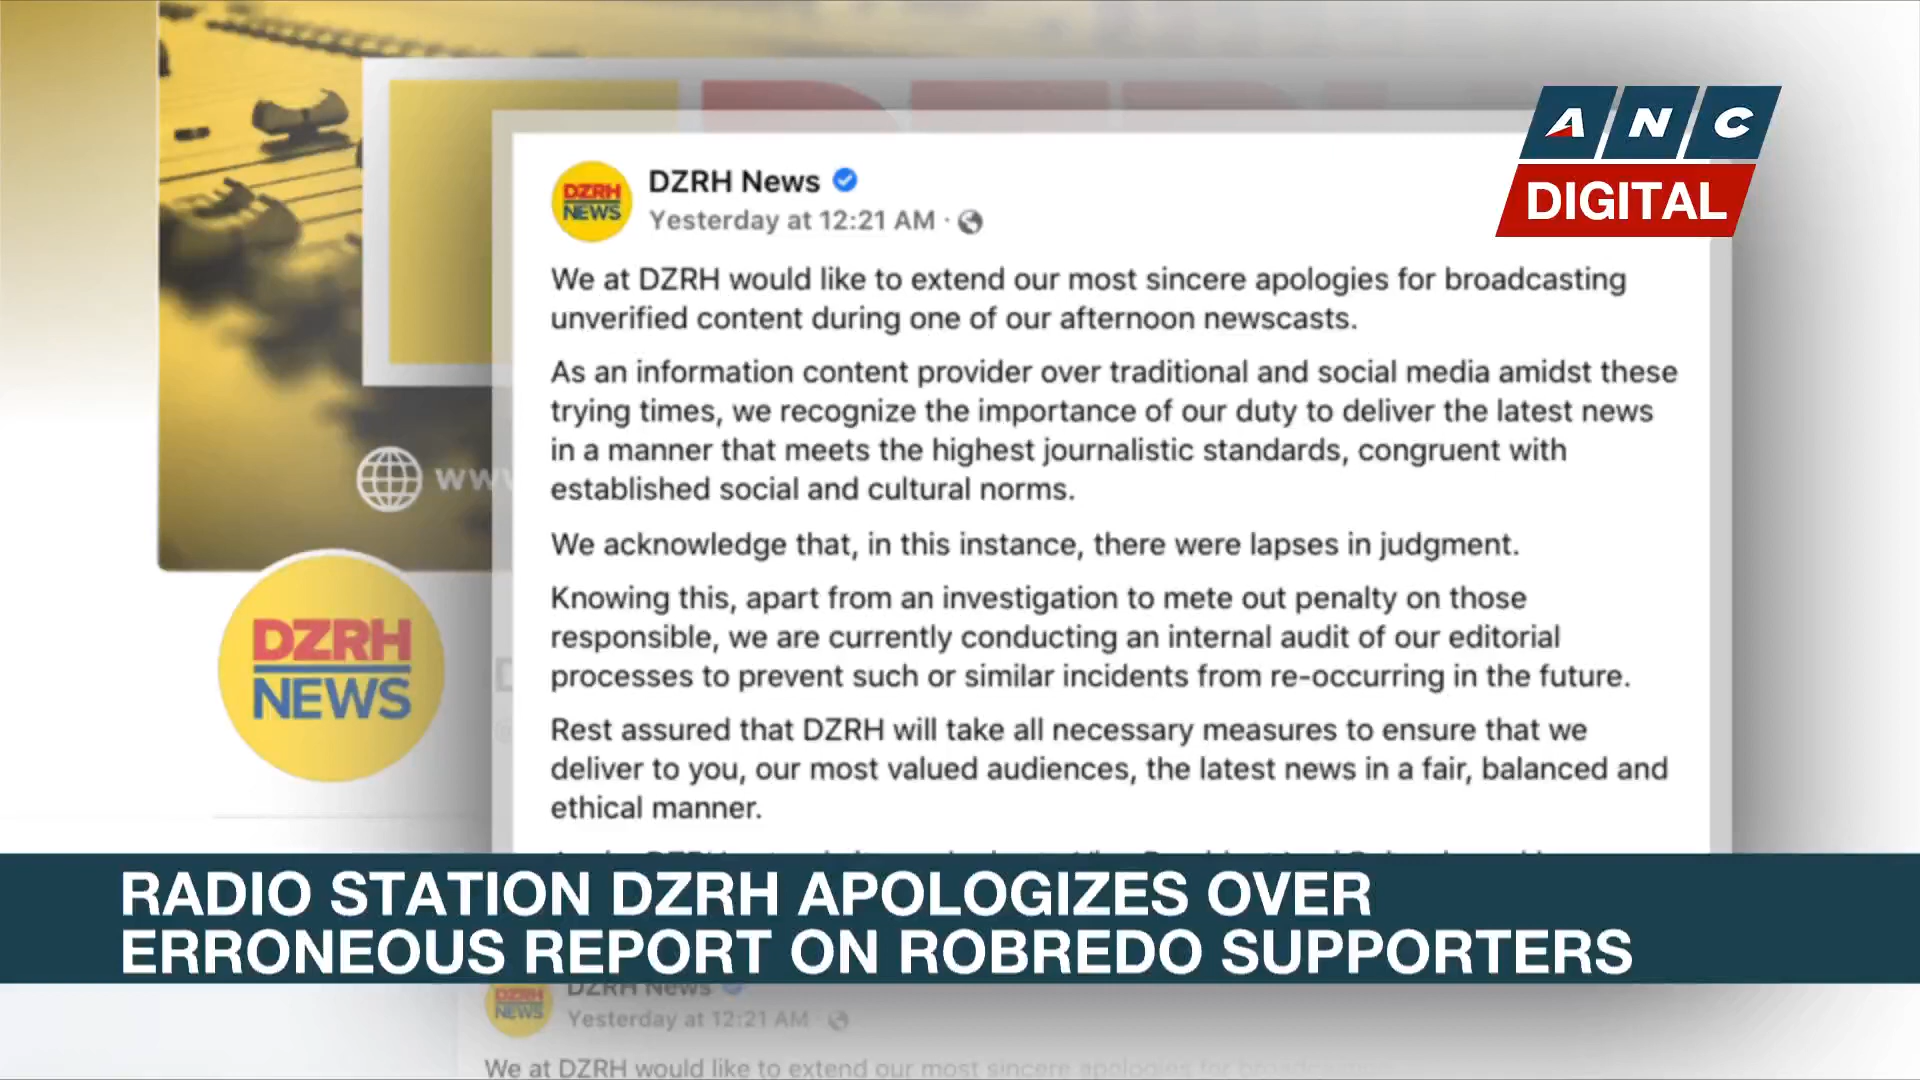 ANC
DIGITAL
DZRH News
Yesterday at 12:21 AM ·
We at DZRH would like to extend our most sincere apologies for broadcasting
unverified content during one of our afternoon newscasts.
As an information content provider over traditional and social media amidst these
trying times, we recognize the importance of our duty to deliver the latest news
in a manner that meets the highest journalistic standards, congruent with
established social and cultural norms.
We acknowledge that, in this instance, there were lapses in judgment.
Knowing this, apart from an investigation to mete out penalty on those
responsible, we are currently conducting an internal audit of our editorial
processes to prevent such or similar incidents from re-occurring in the future.
Rest assured that DZRH will take all necessary measures to ensure that we
deliver to you, our most valued audiences, the latest news in a fair, balanced and
ethical manner.
DZRH
NEWS
DZRH
NEWS
RADIO STATION DZRH APOLOGIZES OVER
ERRONEOUS REPORT ON ROBREDO SUPPORTERS
DZRH
NEWS
DZRH News
Yesterday at 12:21 AM ·
We at DZRH would like to extend our most sincere apologies for